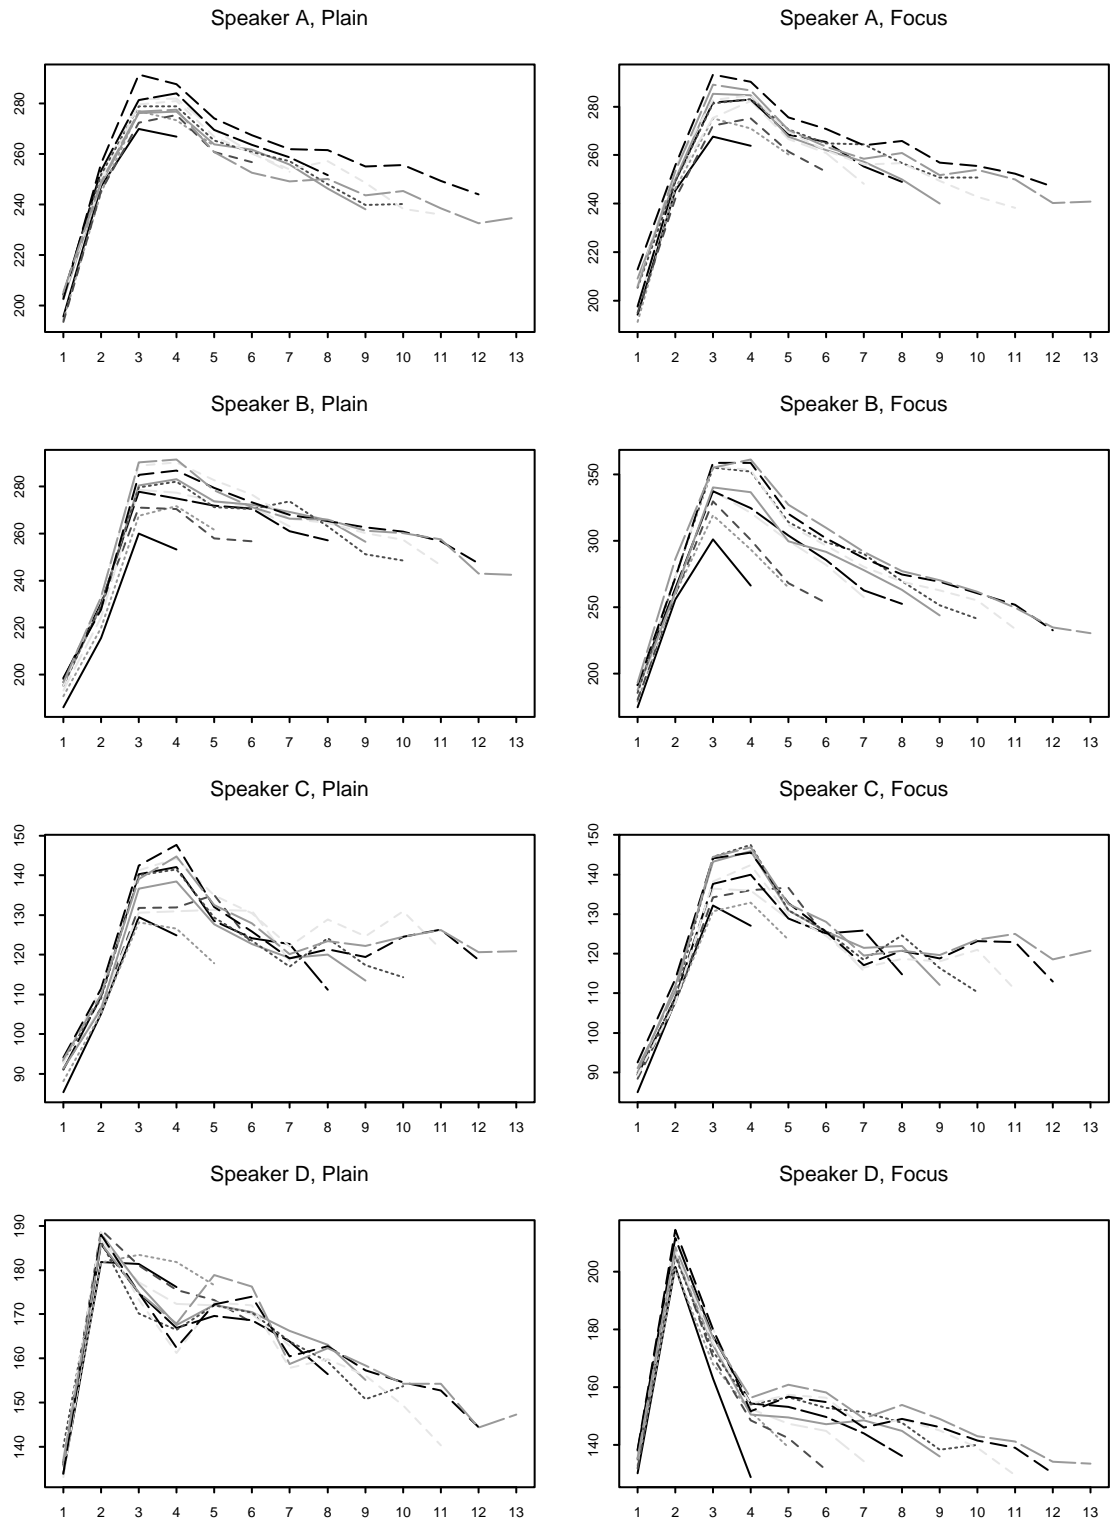 Speaker A, Plain
280
260
240
220
200
1 2 3 4 5 6 7 8 9 10 11 12 13
Speaker A, Focus
280
260
240
220
200
1 2 3 4 5 6 7 8 9 10 11 12 13
Speaker B, Plain
280
260
240
220
200
1 2 3 4 5 6 7 8 9 10 11 12 13
Speaker B, Focus
350
300
250
200
1 2 3 4 5 6 7 8 9 10 11 12 13
Speaker C, Plain
150
140
130
120
110
100
90
1 2 3 4 5 6 7 8 9 10 11 12 13
Speaker C, Focus
150
140
130
120
110
100
90
1 2 3 4 5 6 7 8 9 10 11 12 13
Speaker D, Plain
190
180
170
160
150
140
1 2 3 4 5 6 7 8 9 10 11 12 13
Speaker D, Focus
200
180
160
140
1 2 3 4 5 6 7 8 9 10 11 12 13